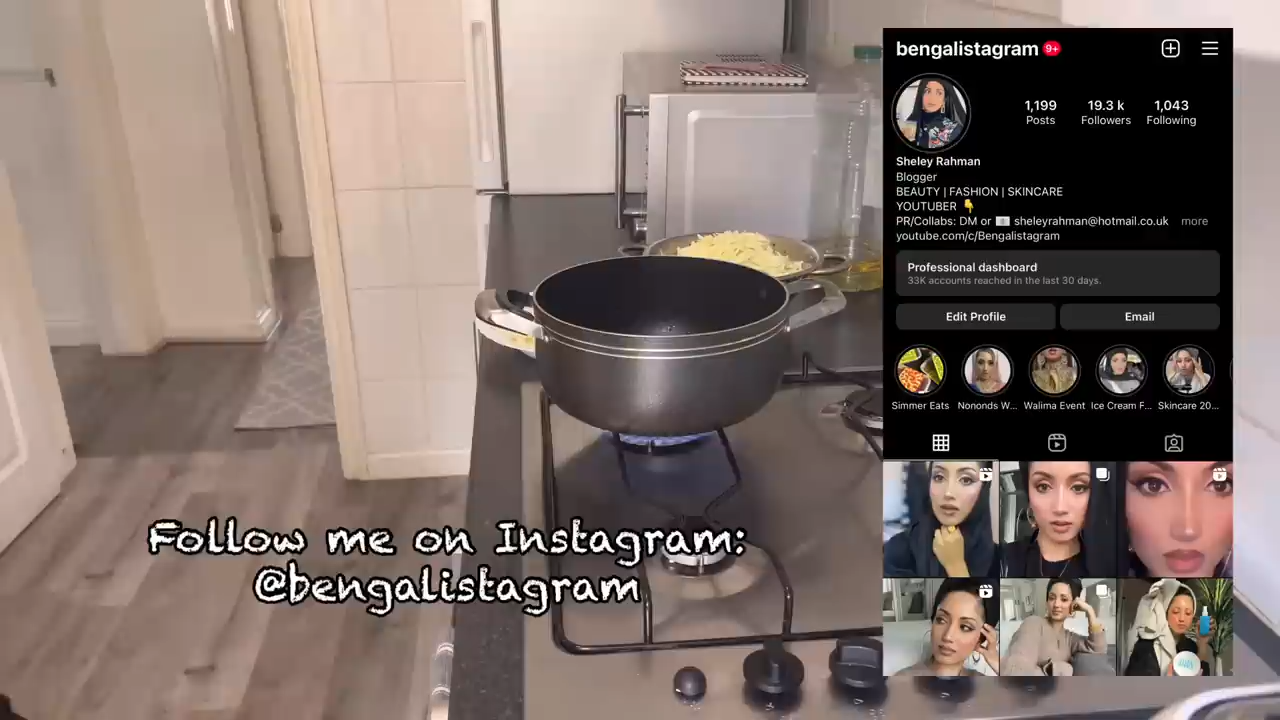 bengalistagram 9+
1,199 19.3 k 1,043
Posts Followers Following
Sheley Rahman
Blogger
BEAUTY | FASHION | SKINCARE
YOUTUBER 👇
PR/Collabs: DM or 📧 sheleyrahman@hotmail.co.uk more
youtube.com/c/Bengalistagram
Professional dashboard
33K accounts reached in the last 30 days.
Edit Profile Email
Simmer Eats Nononds W... Walima Event Ice Cream F... Skincare 20...
Follow me on Instagram:
@bengalistagram